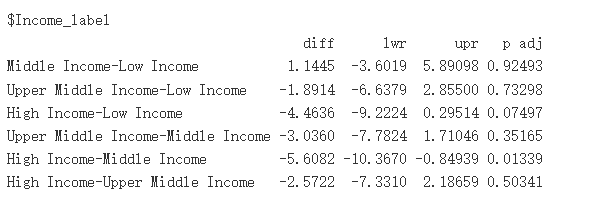 $Income_label
diff lwr upr p adj
Middle Income-Low Income 1.1445 -3.6019 5.89098 0.92493
Upper Middle Income-Low Income -1.8914 -6.6379 2.85500 0.73298
High Income-Low Income -4.4636 -9.2224 0.29514 0.07497
Upper Middle Income-Middle Income -3.0360 -7.7824 1.71046 0.35165
High Income-Middle Income -5.6082 -10.3670 -0.84939 0.01339
High Income-Upper Middle Income -2.5722 -7.3310 2.18659 0.50341